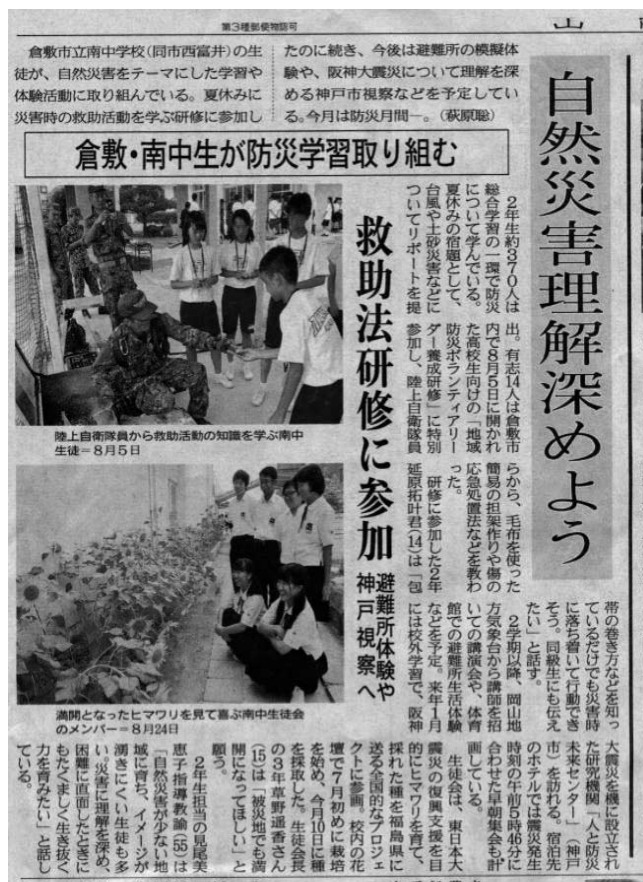 第3種郵便物認可
山
自然災害理解深めよう
倉敷市立南中学校(同市西富井)の生
徒が、自然災害をテーマにした学習や
体験活動に取り組んでいる。夏休みに
災害時の救助活動を学ぶ研修に参加し
たのに続き、今後は避難所の模擬体
験や、阪神大震災について理解を深
める神戸市視察などを予定してい
る。今月は防災月間―。(萩原聡)
倉敷・南中生が防災学習取り組む
救助法研修に参加
避難所体験や
神戸視察へ
2年生約370人は
総合学習の一環で防災
について学んでいる。
夏休みの宿題として、
台風や土砂災害などに
ついてリポートを提
出。有志14人は倉敷市
内で8月5日に開かれ
た高校生向けの「地域
防災ボランティアリー
ダー養成研修」に特別
参加し、陸上自衛隊員
らから、毛布を使った
簡易の担架作りや傷の
応急処置法などを教わ
った。
研修に参加した2年
延原拓叶君(14)は「包
帯の巻き方などを知っ
ているだけでも災害時
に落ち着いて行動でき
そう。同級生にも伝え
たい」と話す。
2学期以降、岡山地
方気象台から講師を招
いての講演会や、体育
館での避難所生活体験
などを予定。来年1月
には校外学習で、阪神
大震災を機に設立され
た研究機関「人と防災
未来センター」(神戸
市)を訪れる。宿泊先
のホテルでは震災発生
時刻の午前5時46分に
合わせた早朝集会も計
画している。
生徒会は、東日本大
震災の復興支援を目
的にヒマワリを育て、
採れた種を福島県に
送る全国的なプロジェ
クトに参画。校内の花
壇で7月初めに栽培
を始め、今月10日に種
を採取した。生徒会長
の3年草野遥香さん
(15)は「被災地でも満
開になってほしい」と
願う。
2年生担当の見尾美
恵子指導教諭(55)は
「自然災害が少ない地
域に育ち、イメージが
湧きにくい生徒も多
い。災害に理解を深め、
困難に直面したときに
もたくましく生き抜く
力を育みたい」と話し
ている。
陸上自衛隊員から救助活動の知識を学ぶ南中
生徒=8月5日
満開となったヒマワリを見て喜ぶ南中生徒会
のメンバー=8月24日